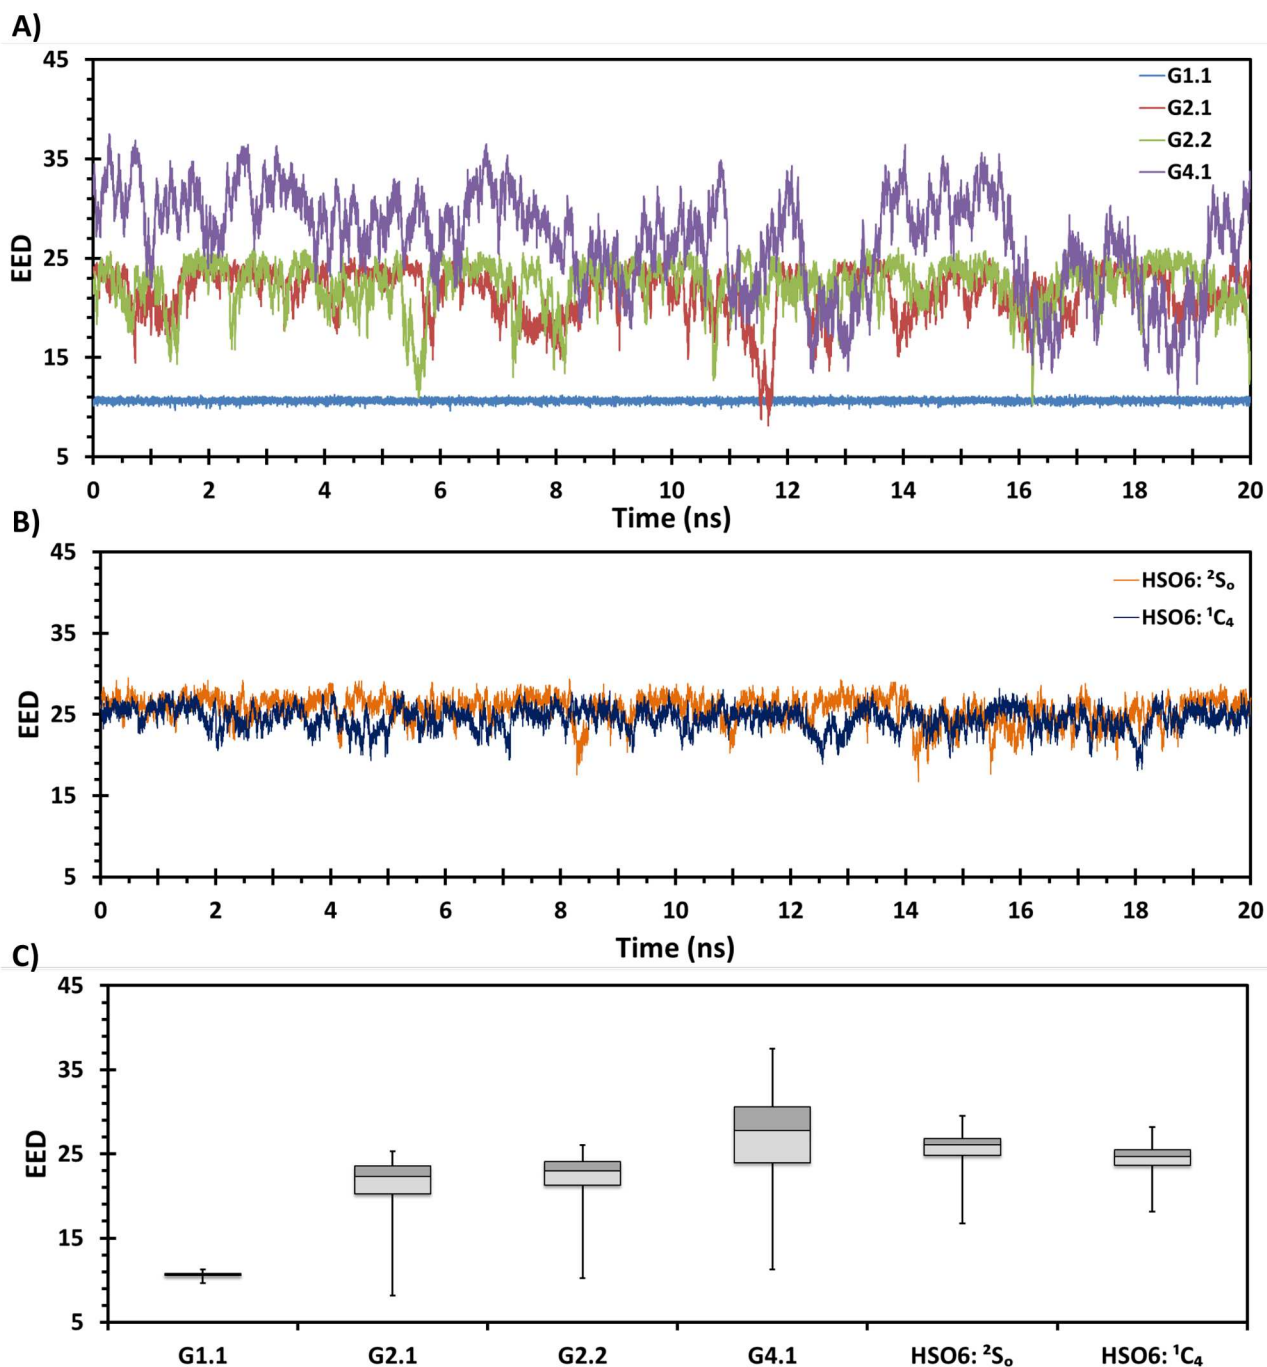 A)
45
35
25
15
5
EED
G1.1
G2.1
G2.2
G4.1
0 2 4 6 8 10 12 14 16 18 20
Time (ns)
B)
45
35
25
15
5
EED
HSO6: ²Sₒ
HSO6: ¹C₄
0 2 4 6 8 10 12 14 16 18 20
Time (ns)
C)
45
35
25
15
5
EED
G1.1 G2.1 G2.2 G4.1 HSO6: ²Sₒ HSO6: ¹C₄